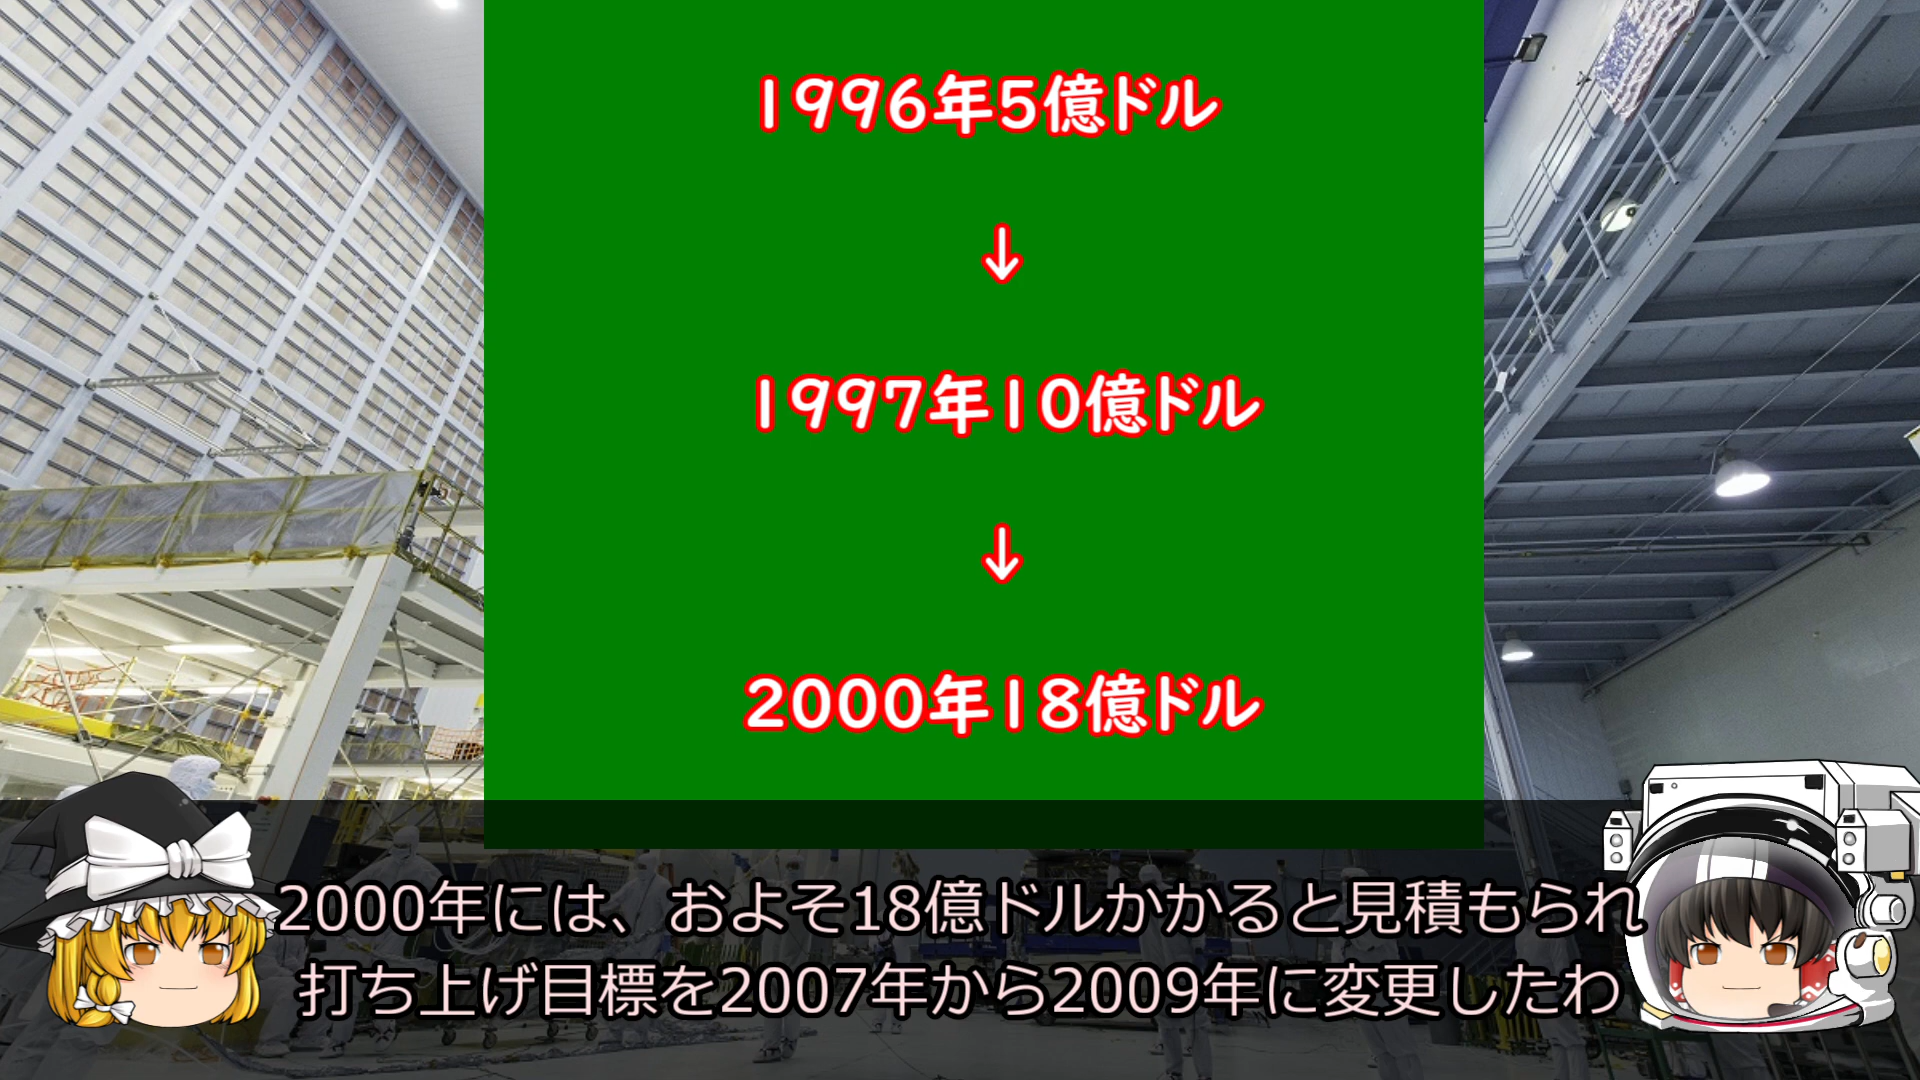 1996年5億ドル
↓
1997年10億ドル
↓
2000年18億ドル
2000年には、およそ18億ドルかかると見積もられ
打ち上げ目標を2007年から2009年に変更したわ